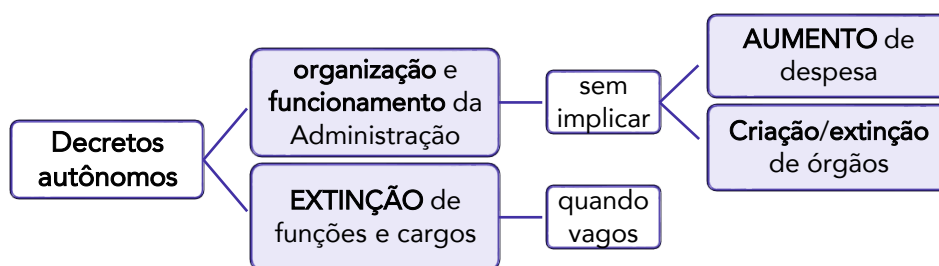 Decretos
autônomos
organização e
funcionamento da
Administração
sem
implicar
AUMENTO de
despesa
Criação/extinção
de órgãos
EXTINÇÃO de
funções e cargos
quando
vagos